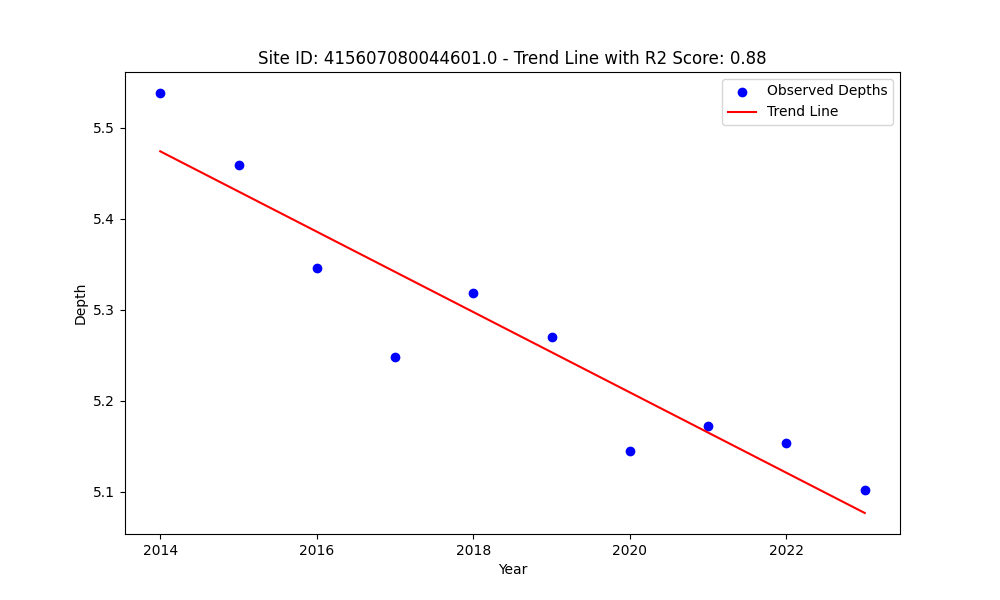 Site ID: 415607080044601.0 - Trend Line with R2 Score: 0.88
Observed Depths
Trend Line
5.5
5.4
5.3
5.2
5.1
Depth
2014
2016
2018
2020
2022
Year